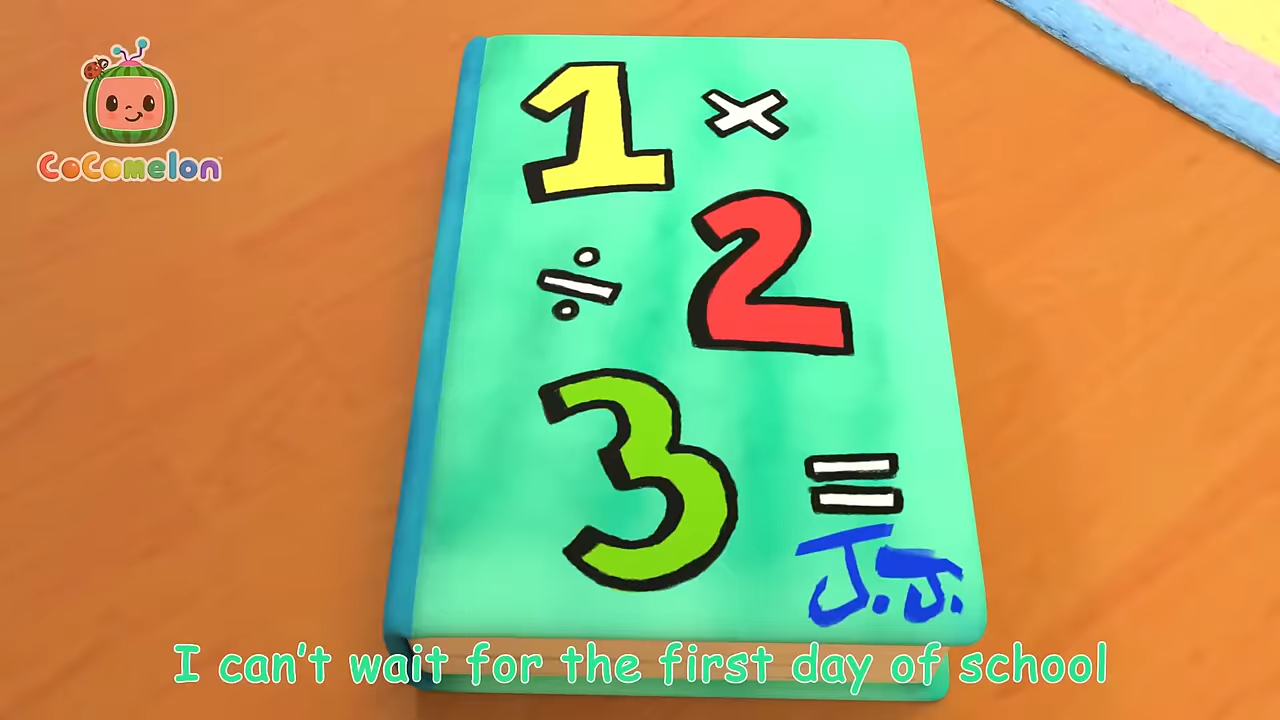 CoComelon
1 ×
÷ 2
3 =
J.J.
I can't wait for the first day of school